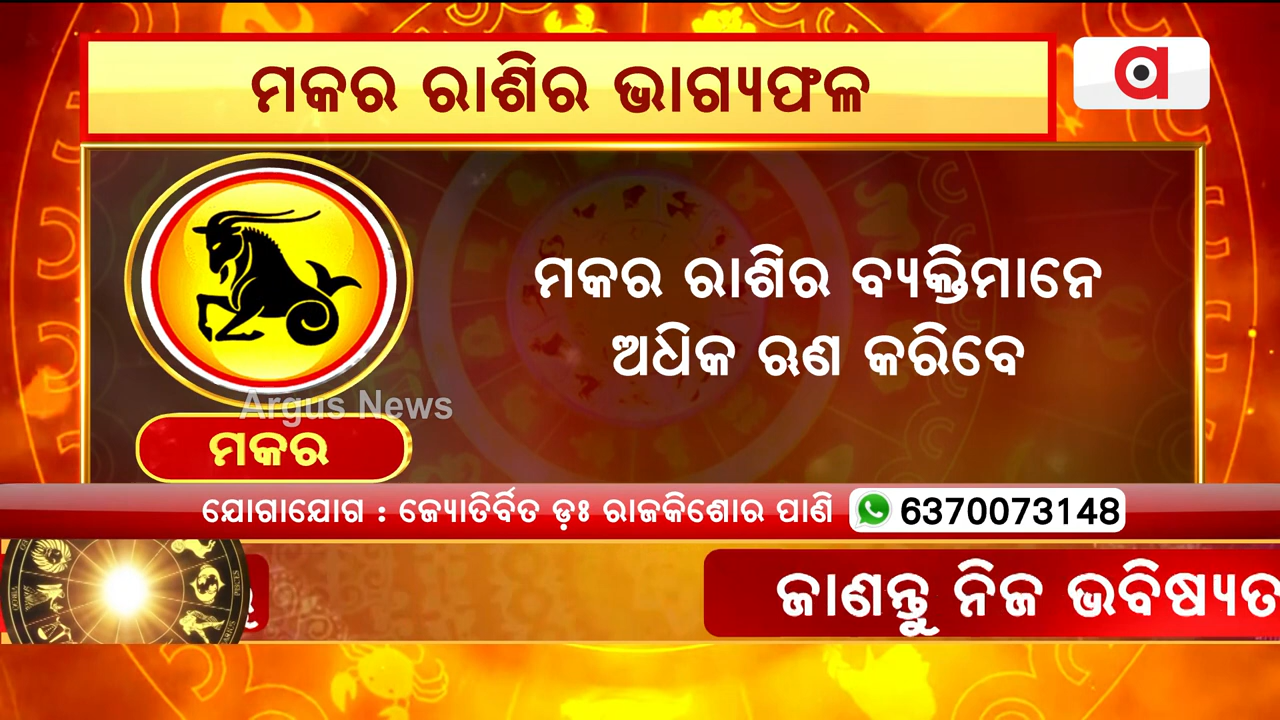 ମକର ରାଶିର ଭାଗ୍ୟଫଳ
ମକର ରାଶିର ବ୍ୟକ୍ତିମାନେ
ଅଧିକ ଋଣ କରିବେ
Argus News
ମକର
ଯୋଗାଯୋଗ : ଜ୍ୟୋତିର୍ବିତ ଡ଼ଃ ରାଜକିଶୋର ପାଣି 6370073148
ଜାଣନ୍ତୁ ନିଜ ଭବିଷ୍ୟତ